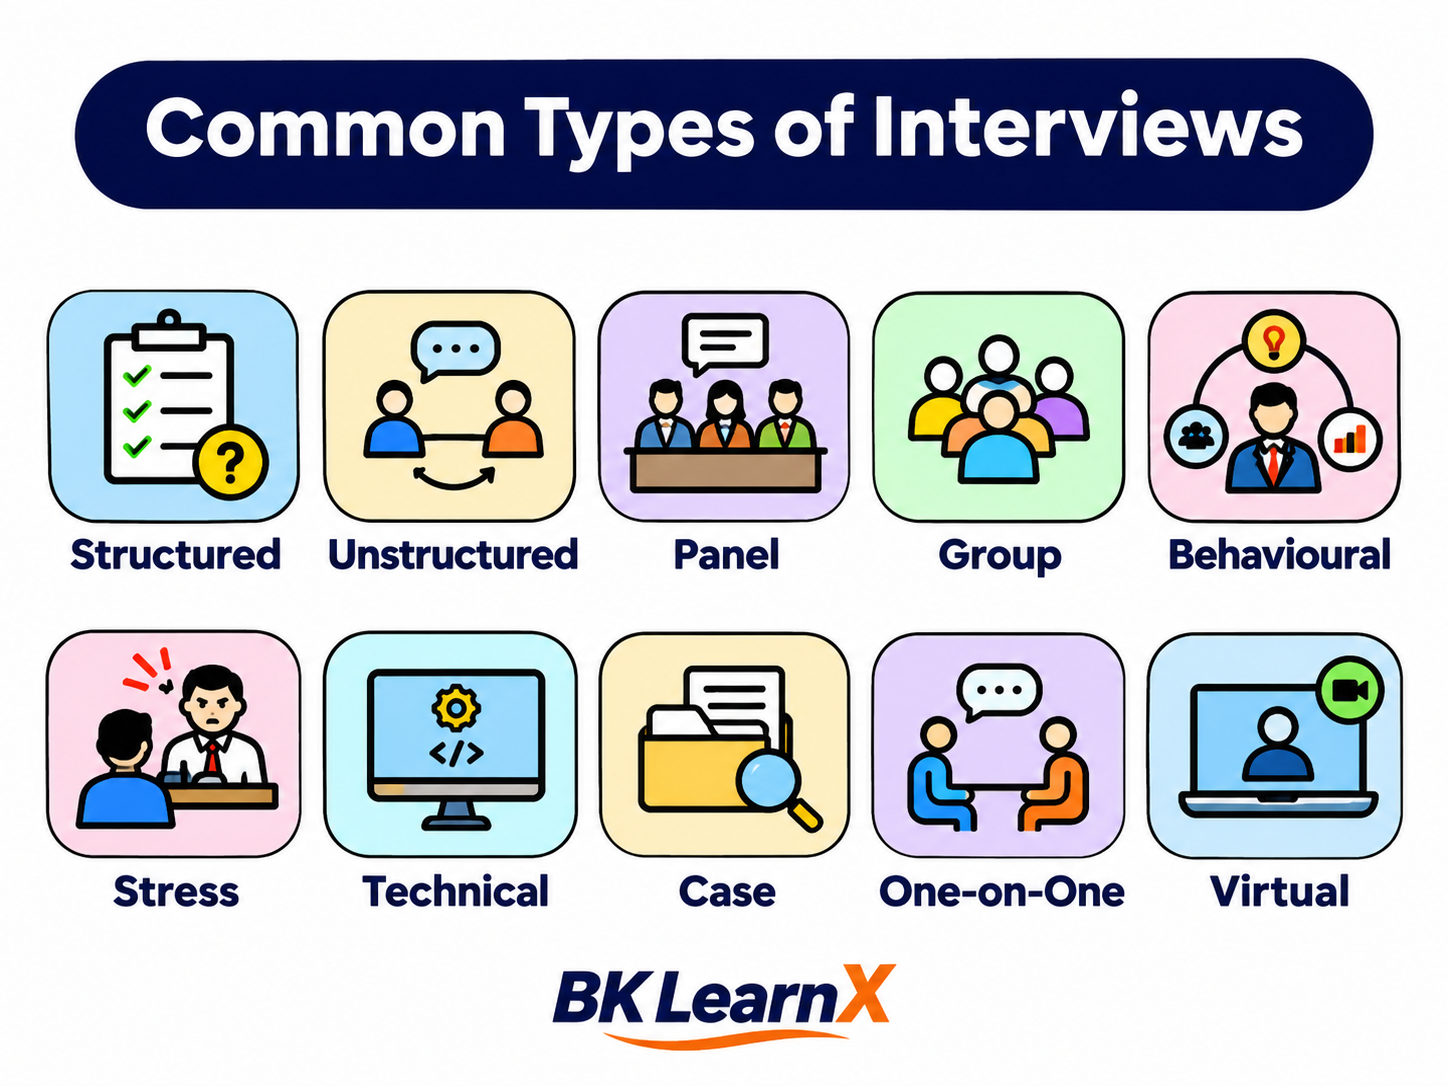 Common Types of Interviews
?
Structured
Unstructured
Panel
Group
Behavioural
</>
Stress
Technical
Case
One-on-One
Virtual
BK LearnX